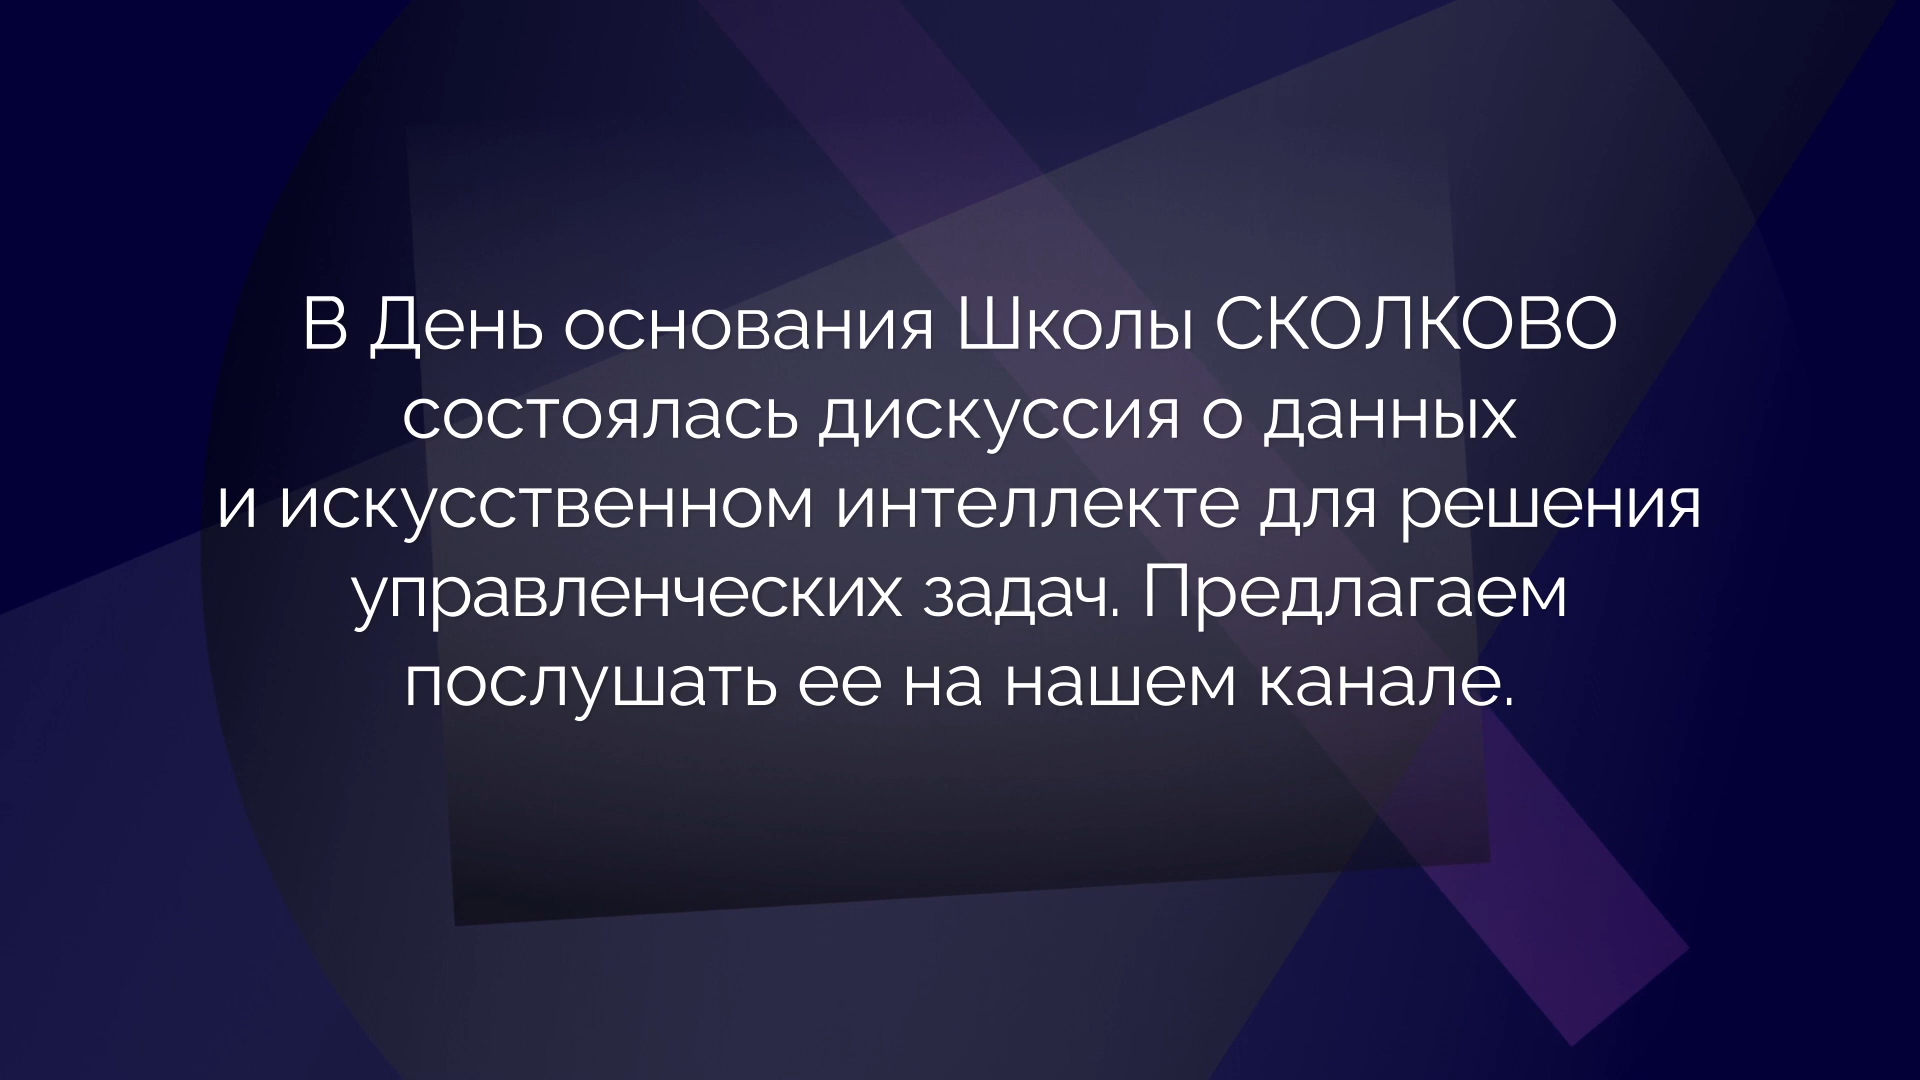 В День основания Школы СКОЛКОВО
состоялась дискуссия о данных
и искусственном интеллекте для решения
управленческих задач. Предлагаем
послушать ее на нашем канале.